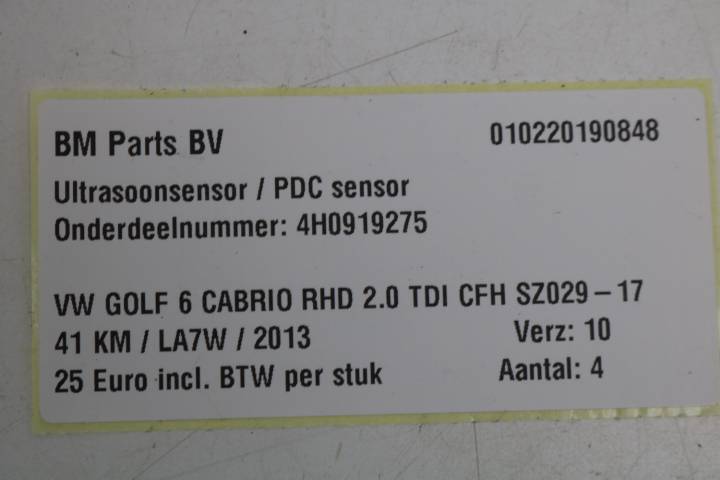 BM Parts BV 010220190848
Ultrasoonsensor / PDC sensor
Onderdeelnummer: 4H0919275
VW GOLF 6 CABRIO RHD 2.0 TDI CFH SZ029 – 17
41 KM / LA7W / 2013 Verz: 10
25 Euro incl. BTW per stuk Aantal: 4